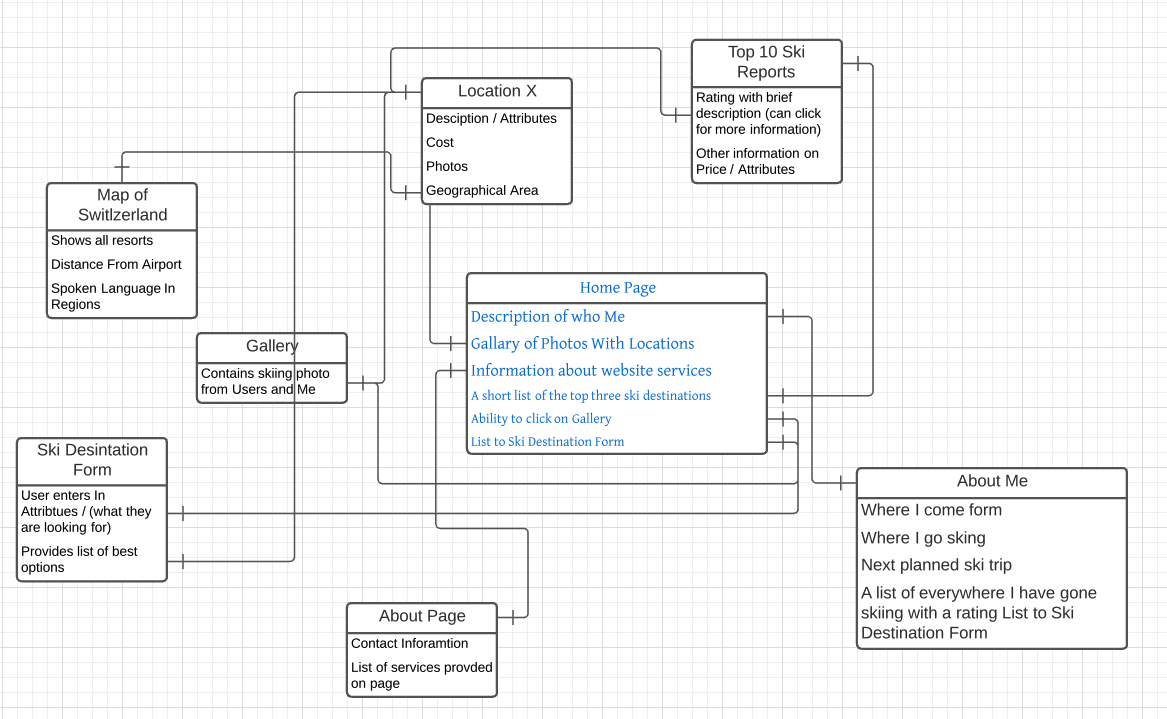 Top 10 Ski
Reports
Rating with brief
description (can click
for more information)
Other information on
Price / Attributes
Location X
Desciption / Attributes
Cost
Photos
Geographical Area
Map of
Switlzerland
Shows all resorts
Distance From Airport
Spoken Language In
Regions
Home Page
Description of who Me
Gallary of Photos With Locations
Information about website services
A short list of the top three ski destinations
Ability to click on Gallery
List to Ski Destination Form
Gallery
Contains skiing photo
from Users and Me
Ski Desintation
Form
User enters In
Attribtues / (what they
are looking for)
Provides list of best
options
About Me
Where I come form
Where I go sking
Next planned ski trip
A list of everywhere I have gone
skiing with a rating List to Ski
Destination Form
About Page
Contact Inforamtion
List of services provded
on page